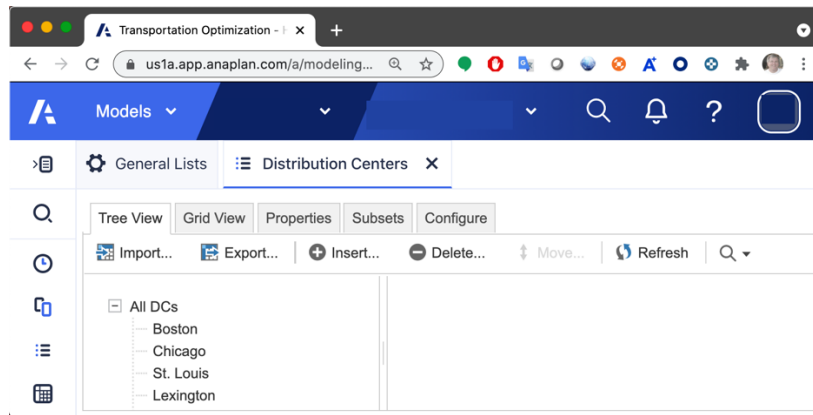 Transportation Optimization - H
us1a.app.anaplan.com/a/modeling...
Models
General Lists
Distribution Centers
Tree View
Grid View
Properties
Subsets
Configure
Import...
Export...
Insert...
Delete...
Move...
Refresh
All DCs
Boston
Chicago
St. Louis
Lexington